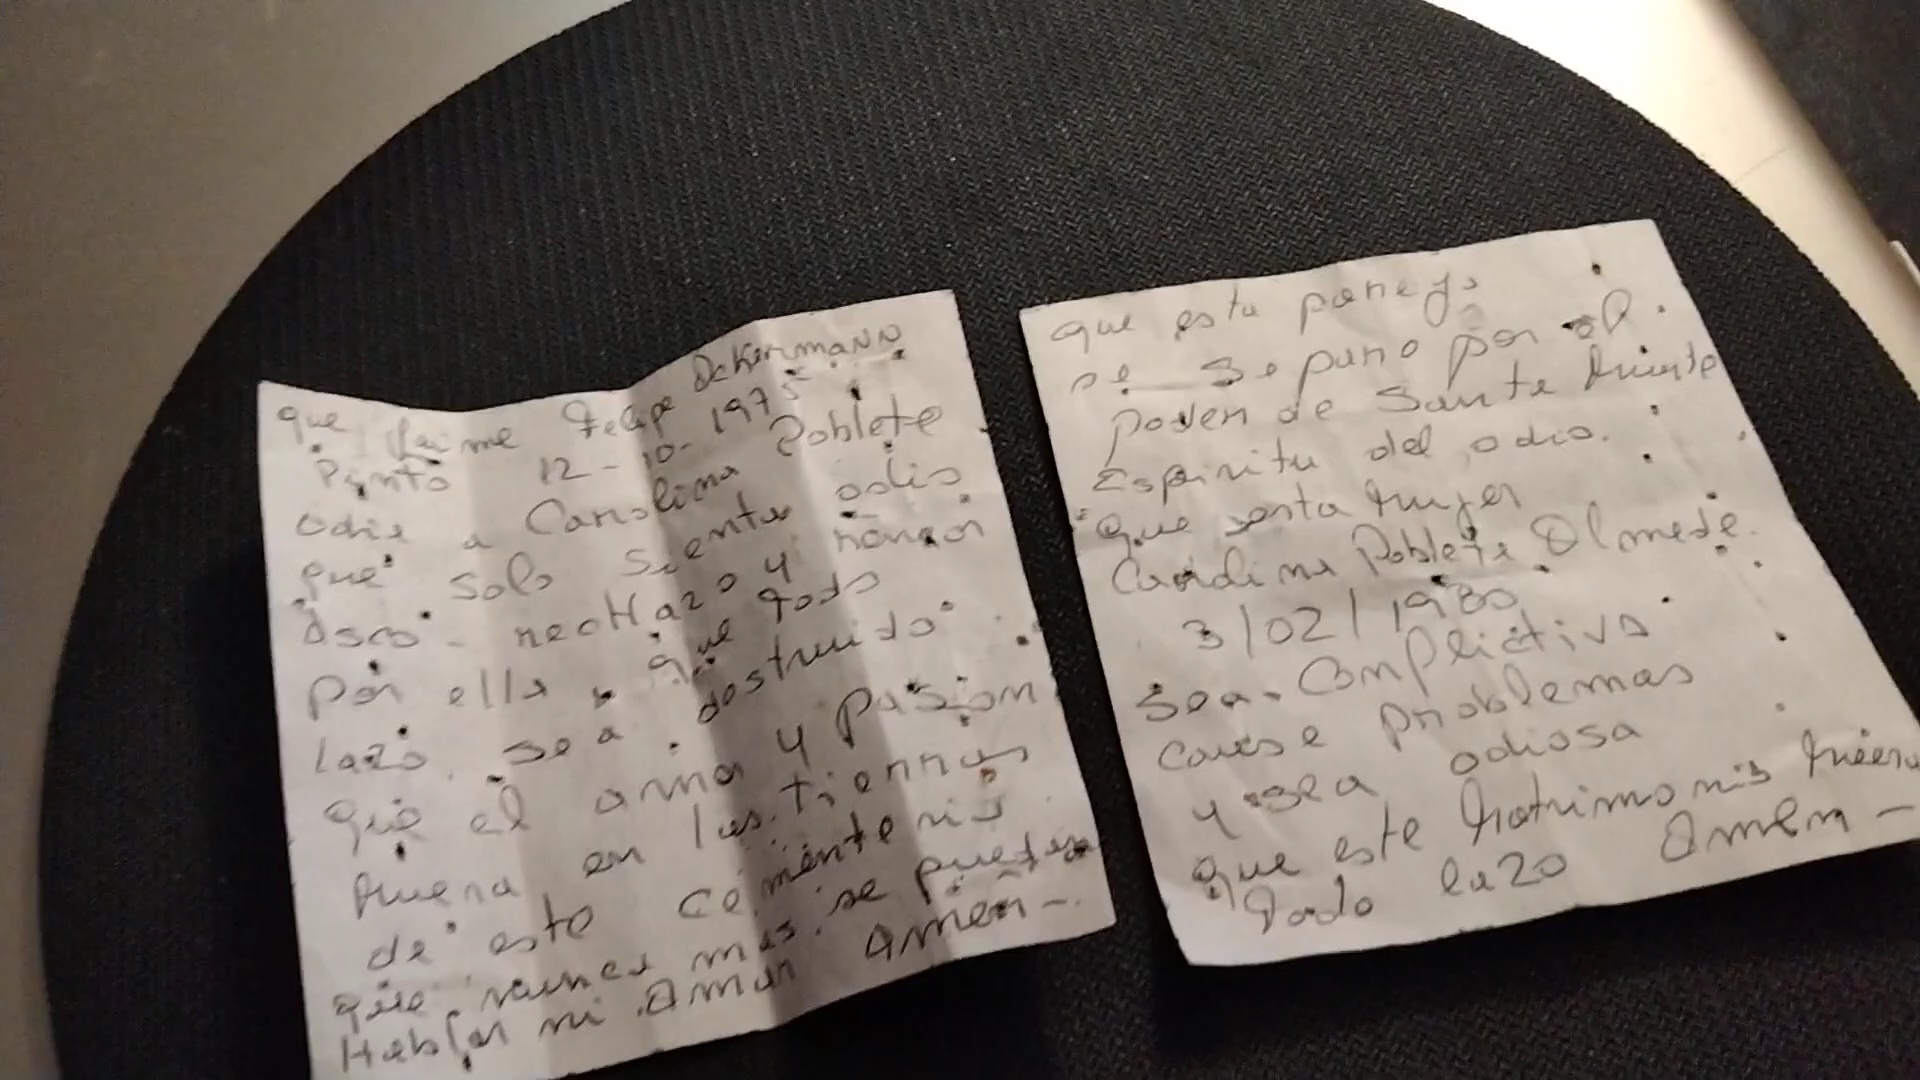 que Jaime Felipe Dckermann
Pinto 12-10-1975
odie a Carolina Poblete
que solo sienta odio
asco - recHazo y rencor
por ella y que todo
lazo sea destruido
que el amor y pasion
muera en las tierras
de este cementerio
que nunca mas se puedan
Hablar ni Amar Amen-.
que esta pareja
se separe por el
poder de Santa Muerte
Espiritu del odio.
que esta mujer
Carolina Poblete Olmedo.
3/02/1980
sea conflictiva
cause problemas
y sea odiosa
que este matrimonio muera
todo lazo Amen -